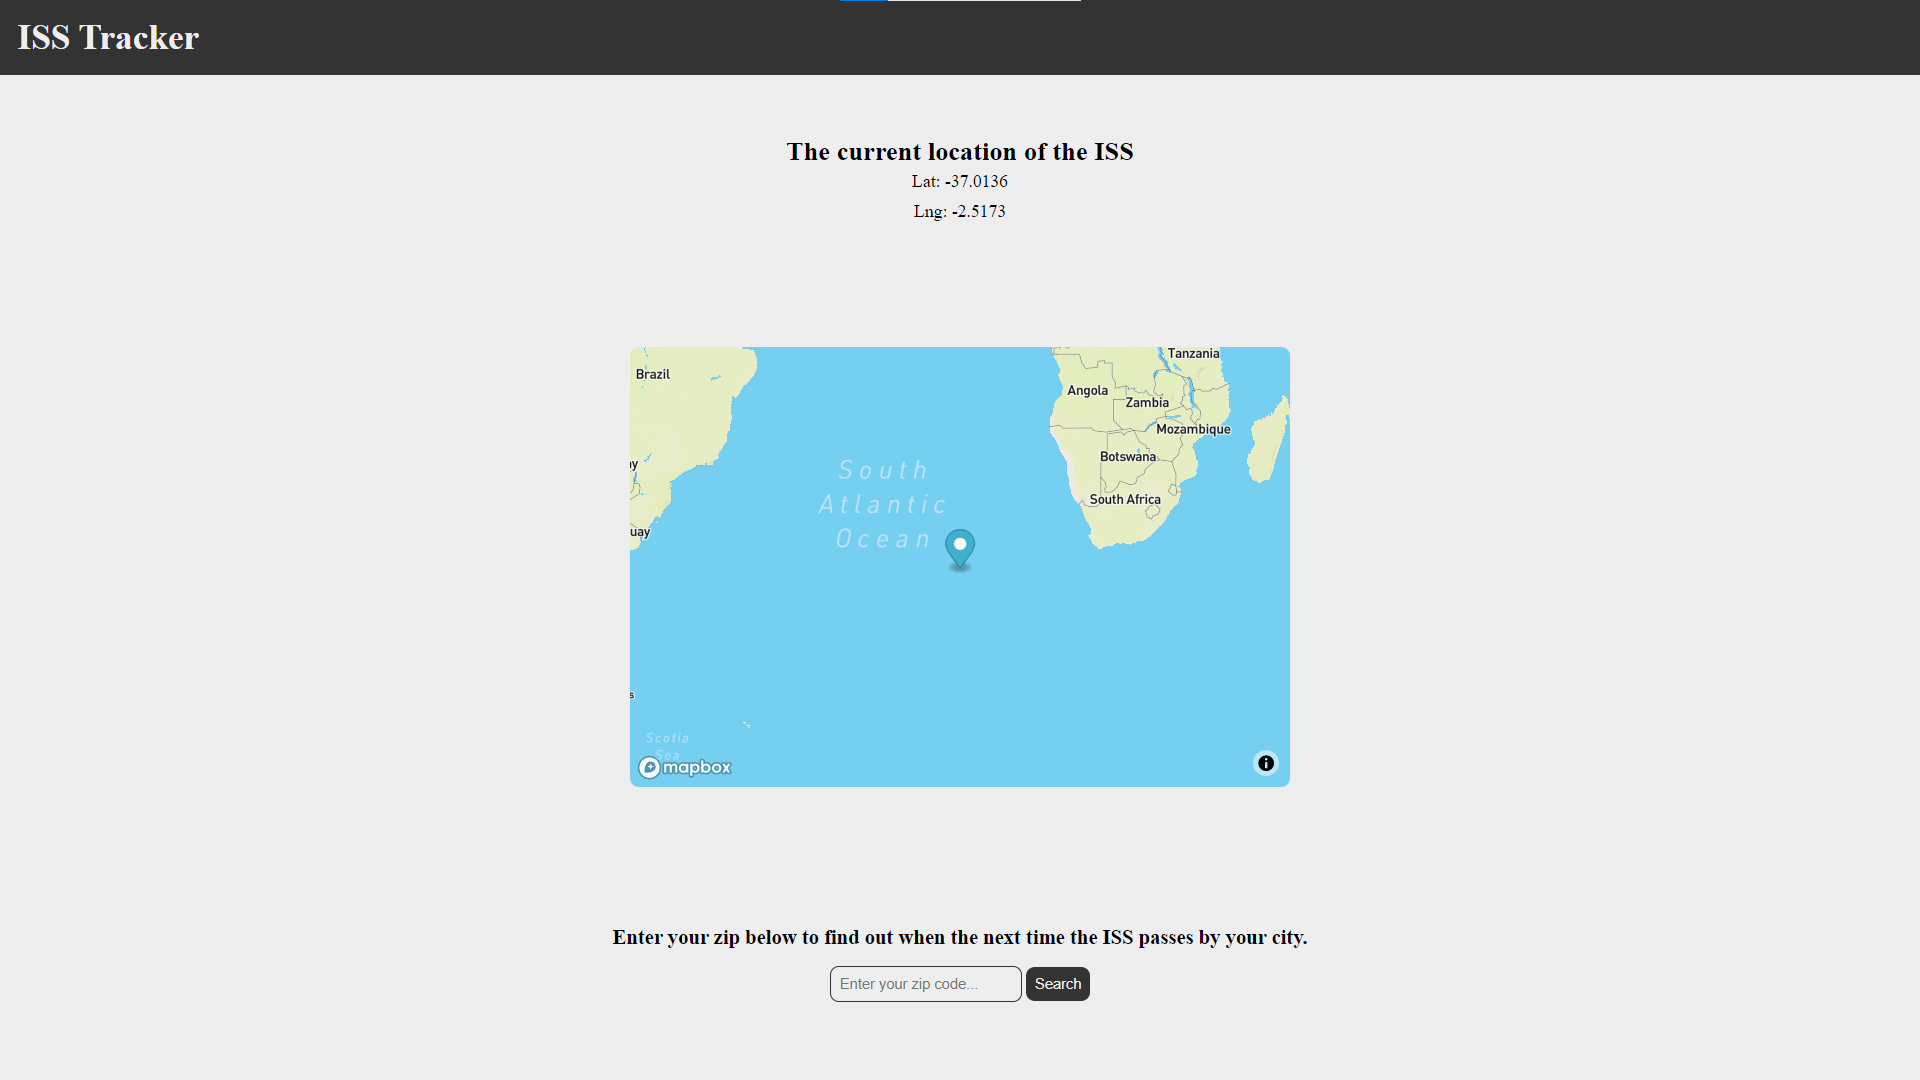 ISS Tracker
The current location of the ISS
Lat: -37.0136
Lng: -2.5173
Tanzania
Brazil
Angola
Zambia
Mozambique
Botswana
South
Atlantic
Ocean
South Africa
uay
Scotia
Sea
mapbox
Enter your zip below to find out when the next time the ISS passes by your city.
Enter your zip code...
Search